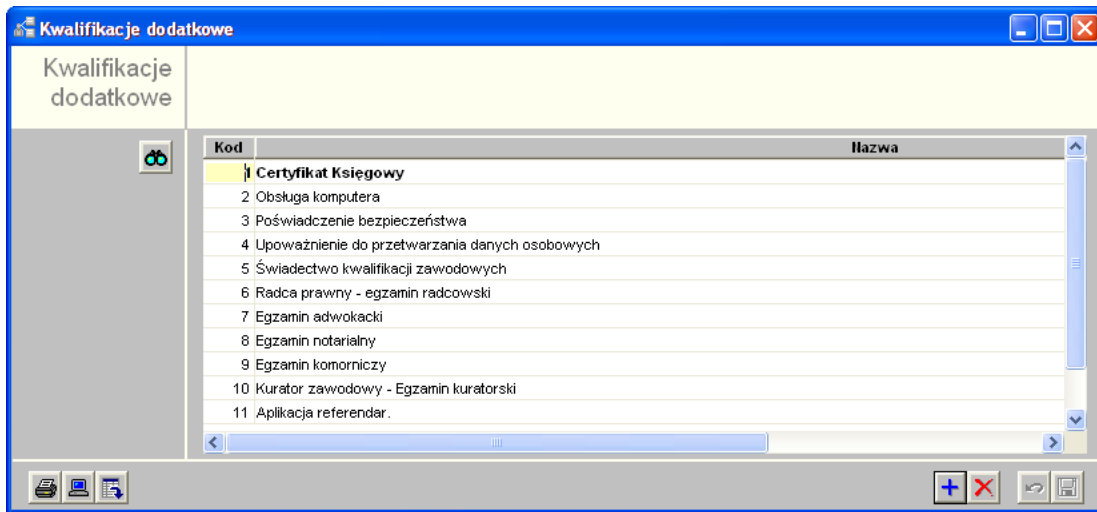 Kwalifikacje dodatkowe
Kwalifikacje
dodatkowe
Kod Nazwa
1 Certyfikat Księgowy
2 Obsługa komputera
3 Poświadczenie bezpieczeństwa
4 Upoważnienie do przetwarzania danych osobowych
5 Świadectwo kwalifikacji zawodowych
6 Radca prawny - egzamin radcowski
7 Egzamin adwokacki
8 Egzamin notarialny
9 Egzamin komorniczy
10 Kurator zawodowy - Egzamin kuratorski
11 Aplikacja referendar.